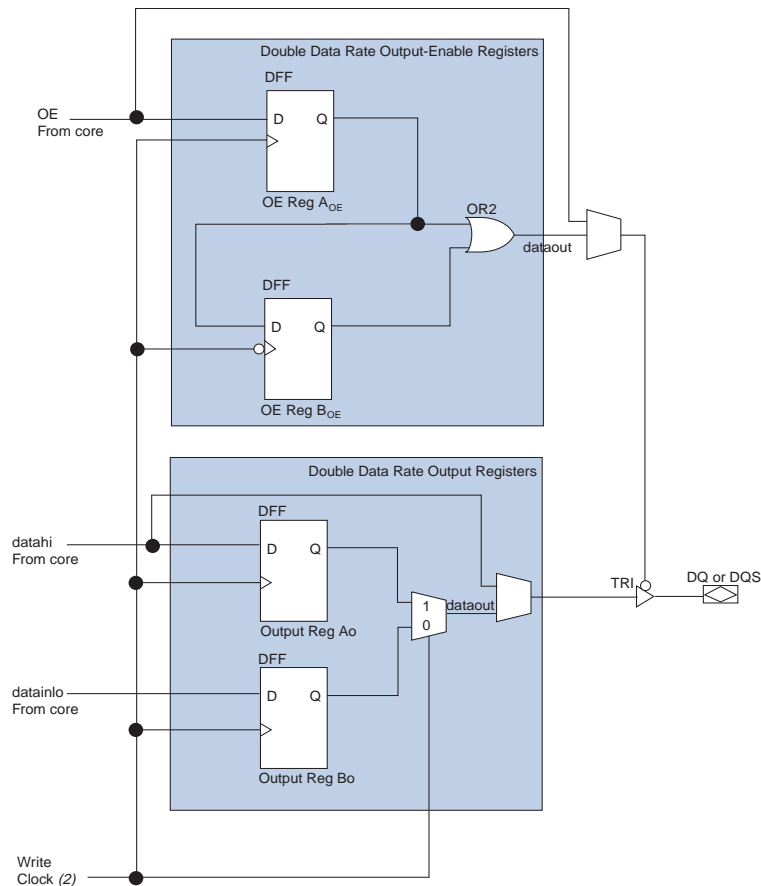 Double Data Rate Output-Enable Registers
DFF
OE
From core
D Q
OE Reg AOE
OR2
dataout
DFF
D Q
OE Reg BOE
Double Data Rate Output Registers
DFF
datahi
From core
D Q
TRI
DQ or DQS
1
dataout
0
Output Reg Ao
DFF
datainlo
From core
D Q
Output Reg Bo
Write
Clock (2)